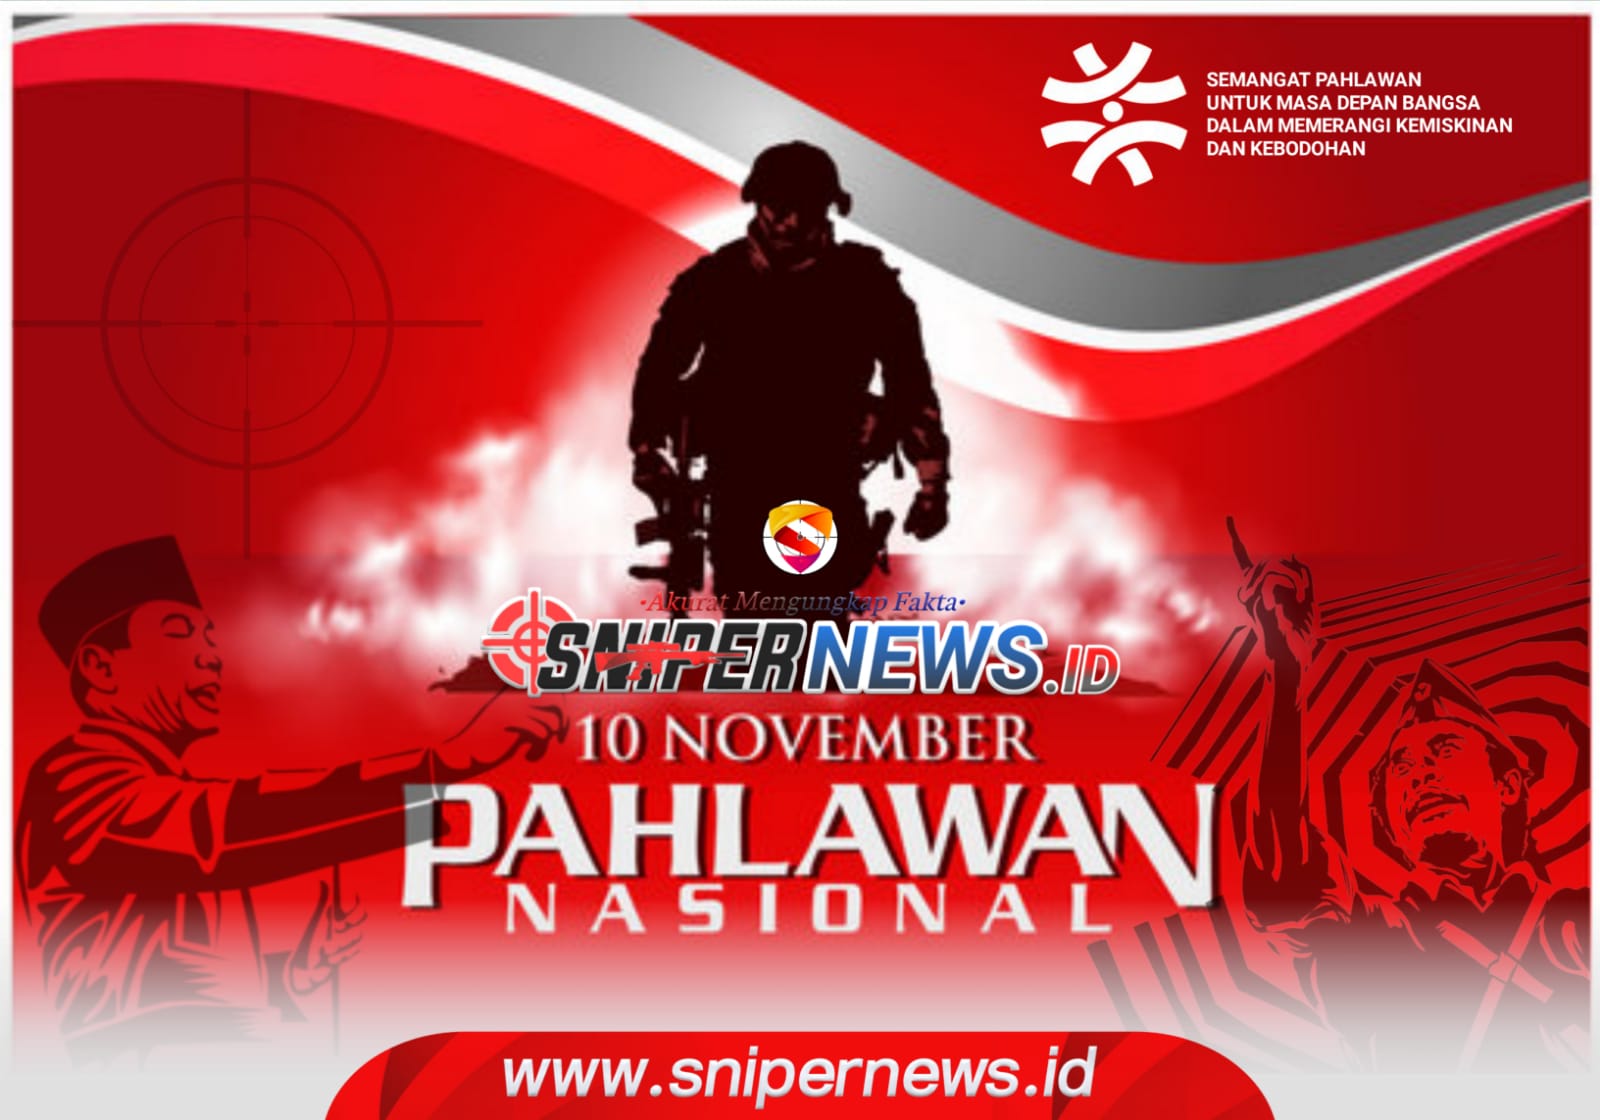 SEMANGAT PAHLAWAN
UNTUK MASA DEPAN BANGSA
DALAM MEMERANGI KEMISKINAN
DAN KEBODOHAN
•Akurat Mengungkap Fakta•
SNIPERNEWS.ID
10 NOVEMBER
PAHLAWAN
NASIONAL
www.snipernews.id